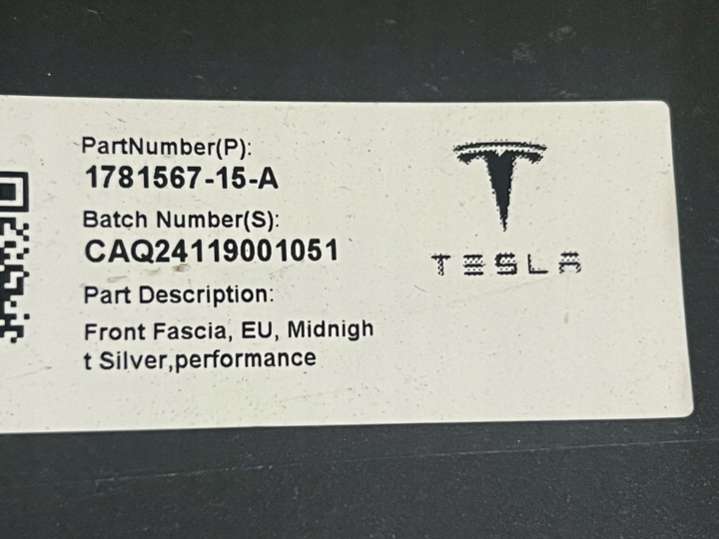 PartNumber(P):
1781567-15-A
Batch Number(S):
CAQ24119001051
Part Description:
Front Fascia, EU, Midnigh
t Silver,performance
TESLA